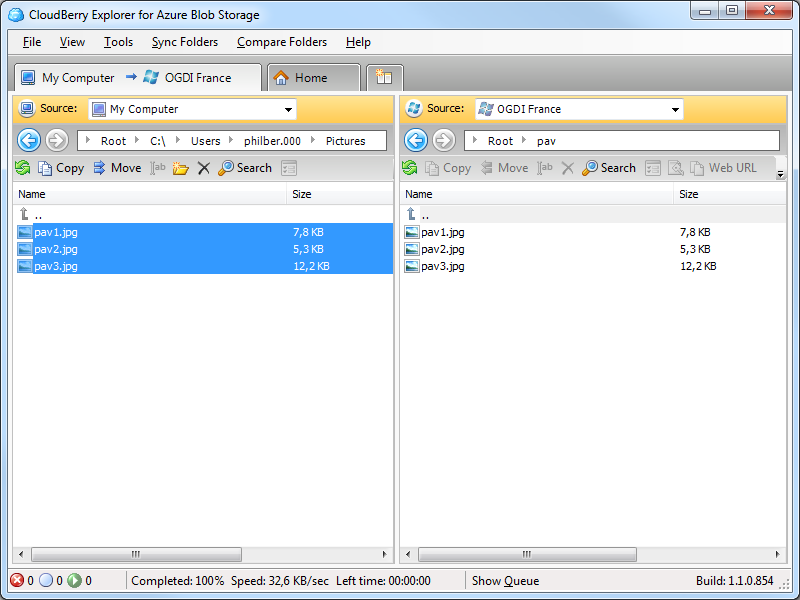 CloudBerry Explorer for Azure Blob Storage
File View Tools Sync Folders Compare Folders Help
My Computer OGDI France Home
Source: My Computer
Root C:\ Users philber.000 Pictures
Copy Move ab Search
Name Size
..
pav1.jpg 7,8 KB
pav2.jpg 5,3 KB
pav3.jpg 12,2 KB
Source: OGDI France
Root pav
Copy Move ab Search Web URL
Name Size
..
pav1.jpg 7,8 KB
pav2.jpg 5,3 KB
pav3.jpg 12,2 KB
0 0 0 Completed: 100% Speed: 32,6 KB/sec Left time: 00:00:00 Show Queue Build: 1.1.0.854